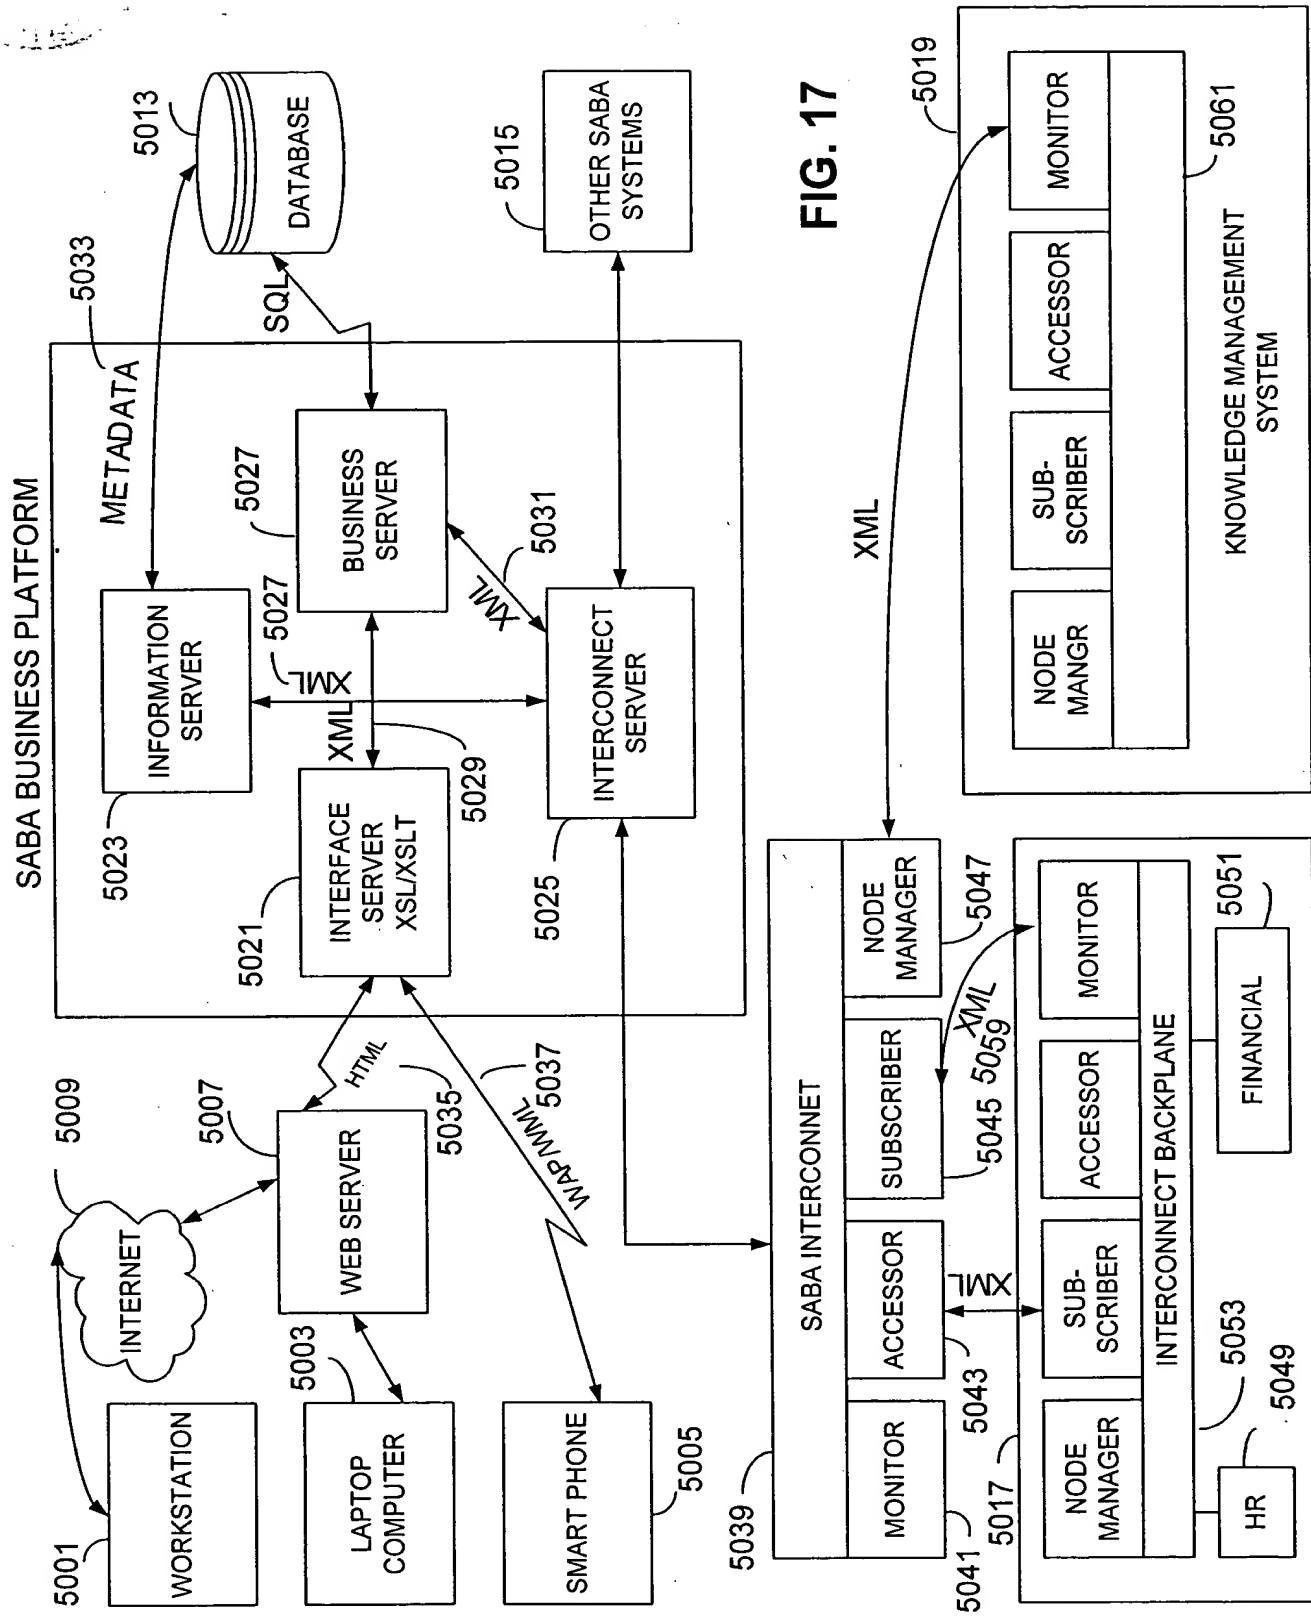 SABA BUSINESS PLATFORM
5001
WORKSTATION
INTERNET
5009
LAPTOP
COMPUTER
5003
WEB SERVER
5007
HTML
5035
SMART PHONE
5005
WAP/WML
5037
5023
INFORMATION
SERVER
METADATA
5033
5013
DATABASE
SQL
5021
INTERFACE
SERVER
XSL/XSLT
5029
XML
XML
5027
BUSINESS
SERVER
5027
XML
5031
5025
INTERCONNECT
SERVER
OTHER SABA
SYSTEMS
5015
FIG. 17
5039
SABA INTERCONNET
MONITOR
5041
ACCESSOR
5043
SUBSCRIBER
5045
NODE
MANAGER
5047
XML
XML
5059
XML
5017
NODE
MANAGER
SUB-
SCRIBER
ACCESSOR
MONITOR
INTERCONNECT BACKPLANE
5053
HR
5049
FINANCIAL
5051
5019
NODE
MANGR
SUB-
SCRIBER
ACCESSOR
MONITOR
5061
KNOWLEDGE MANAGEMENT
SYSTEM